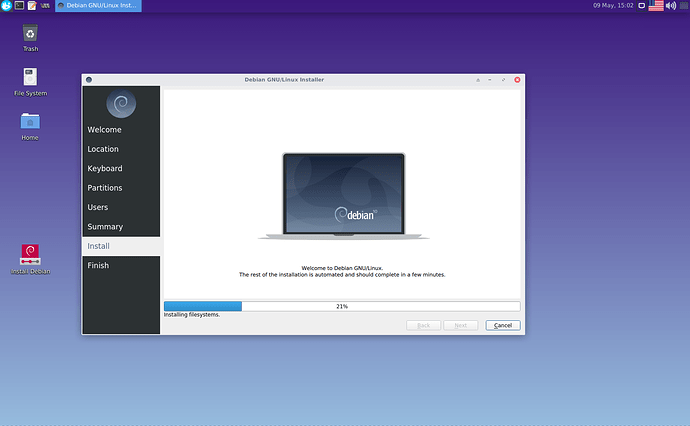 Debian GNU/Linux Inst...
09 May, 15:02
Trash
File System
Home
Install Debian
Debian GNU/Linux Installer
Welcome
Location
Keyboard
Partitions
Users
Summary
Install
Finish
debian
Welcome to Debian GNU/Linux.
The rest of the installation is automated and should complete in a few minutes.
21%
Installing filesystems.
Back
Next
Cancel